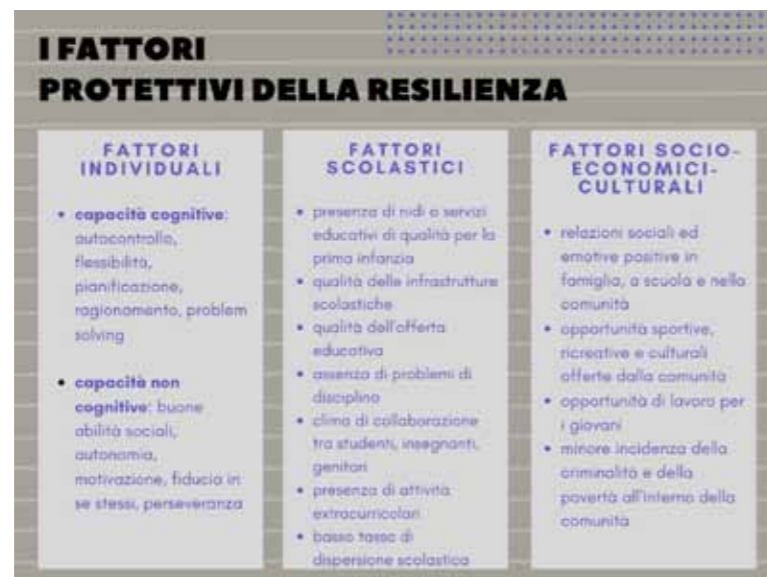 I FATTORI
PROTETTIVI DELLA RESILIENZA
FATTORI
INDIVIDUALI
• capacità cognitive:
autocontrollo,
flessibilità,
pianificazione,
ragionamento, problem
solving
• capacità non
cognitive: buone
abilità sociali,
autonomia,
motivazione, fiducia in
se stessi, perseveranza
FATTORI
SCOLASTICI
• presenza di nidi o servizi
educativi di qualità per la
prima infanzia
• qualità delle infrastrutture
scolastiche
• qualità dell'offerta
educativa
• assenza di problemi di
disciplina
• clima di collaborazione
tra studenti, insegnanti,
genitori
• presenza di attività
extracurricolari
• basso tasso di
dispersione scolastica
FATTORI SOCIO-
ECONOMICI-
CULTURALI
• relazioni sociali ed
emotive positive in
famiglia, a scuola e nella
comunità
• opportunità sportive,
ricreative e culturali
offerte dalla comunità
• opportunità di lavoro per
i giovani
• minore incidenza della
criminalità e della
povertà all'interno della
comunità